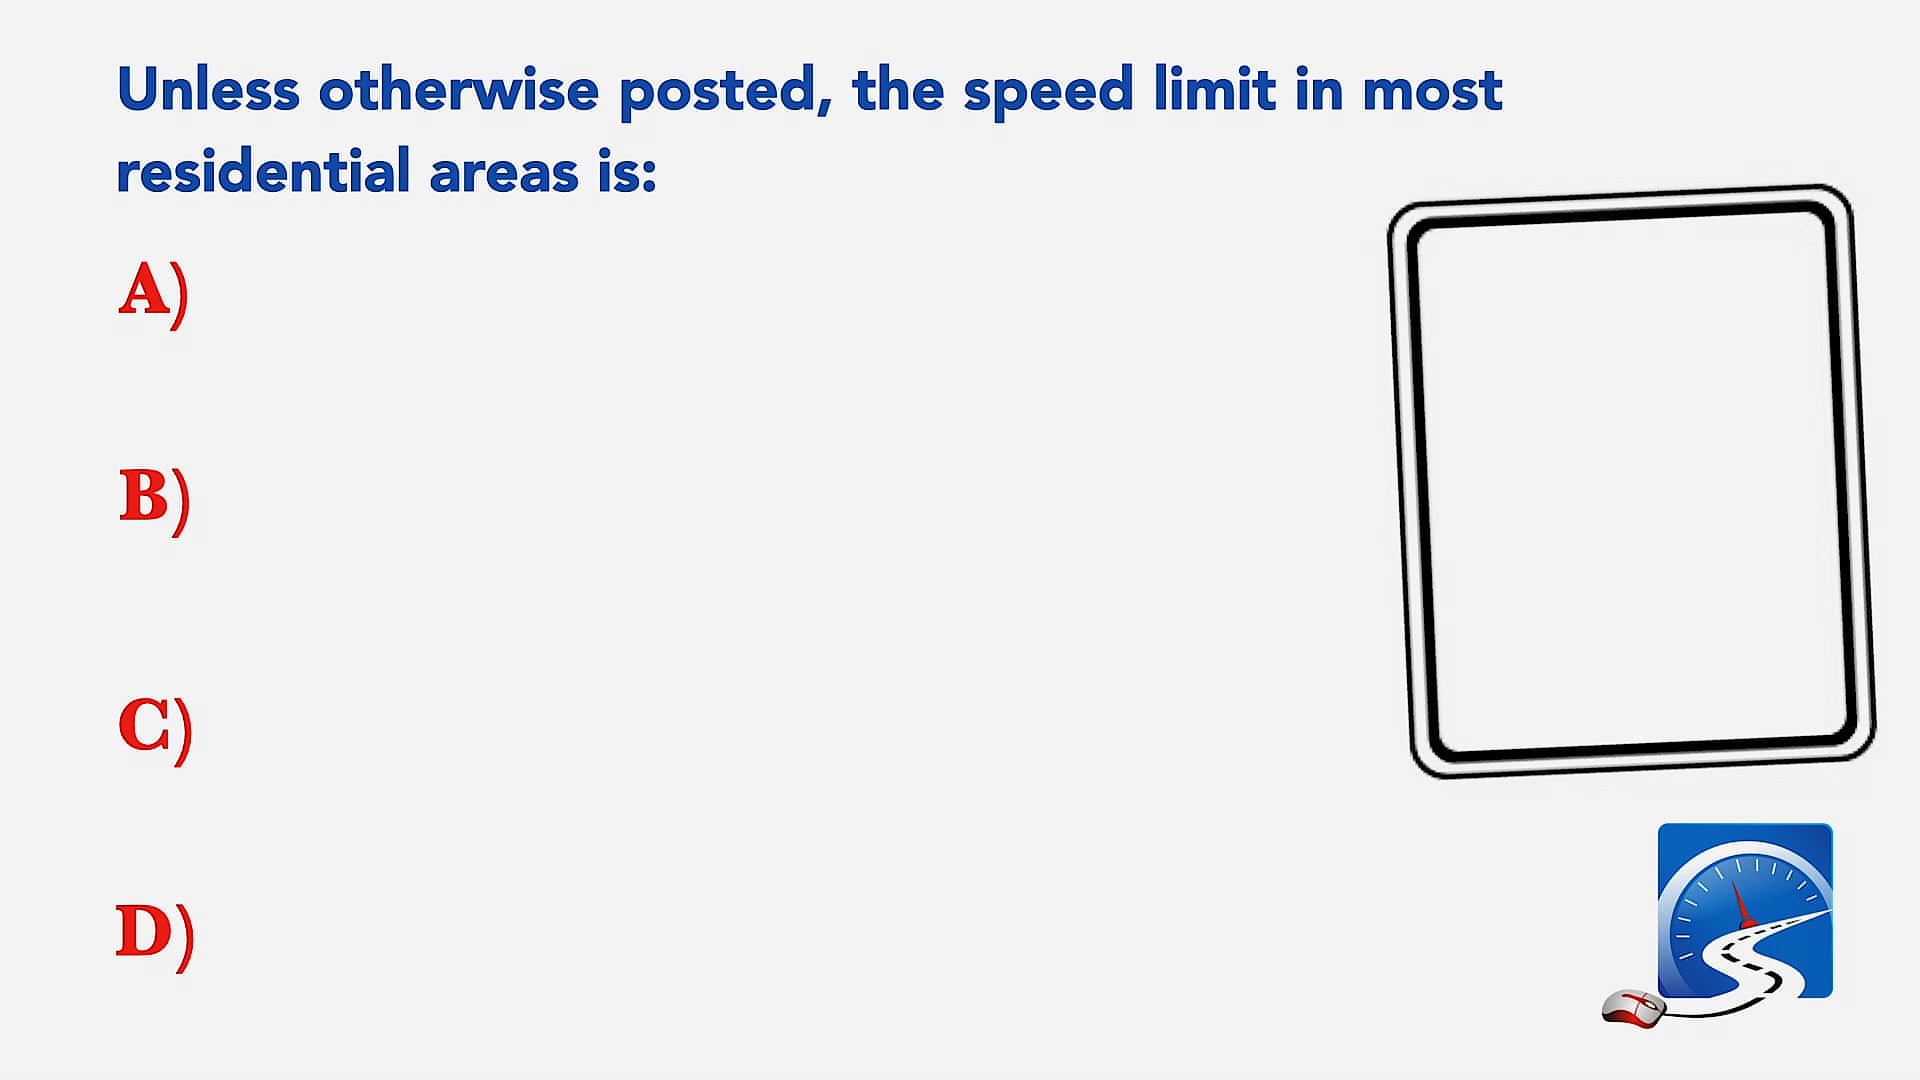 Unless otherwise posted, the speed limit in most
residential areas is:
A)
B)
C)
D)